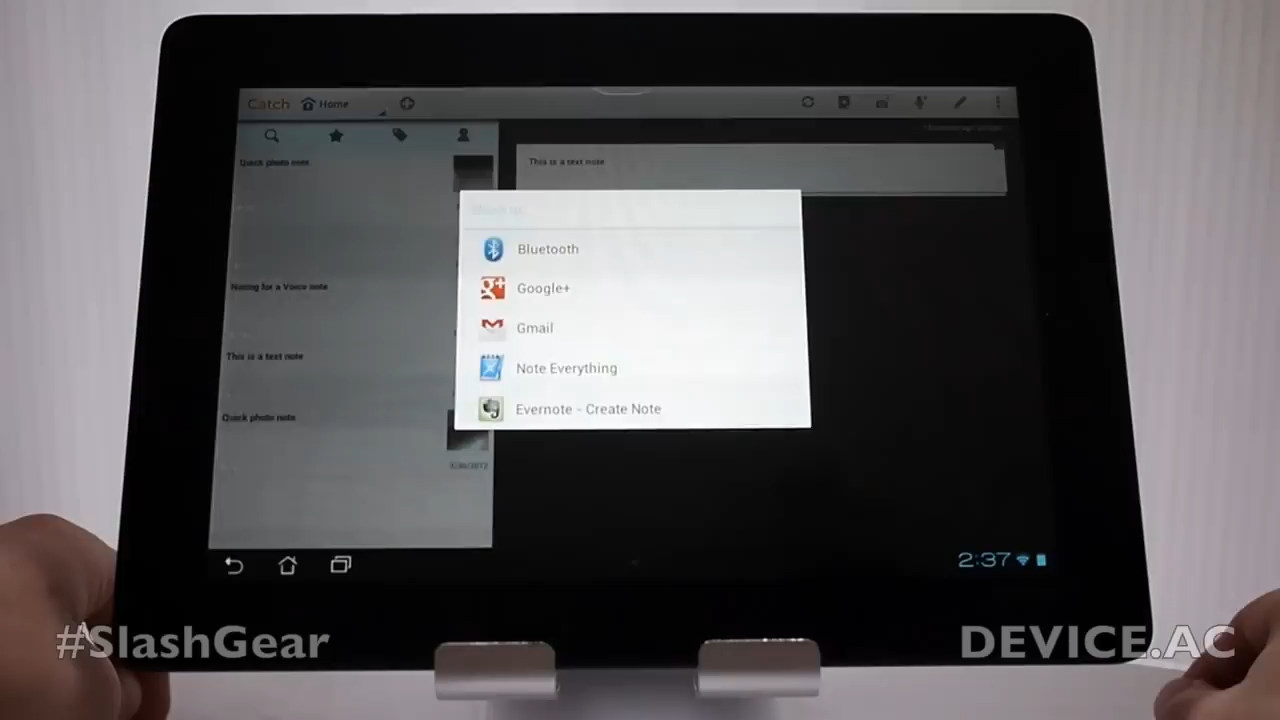 Catch Home
Quick photo note
This is a text note
Bluetooth
Google+
Noting for a Voice note
Gmail
This is a text note
Note Everything
Quick photo note
Evernote - Create Note
2:37
#SlashGear
DEVICE.AC